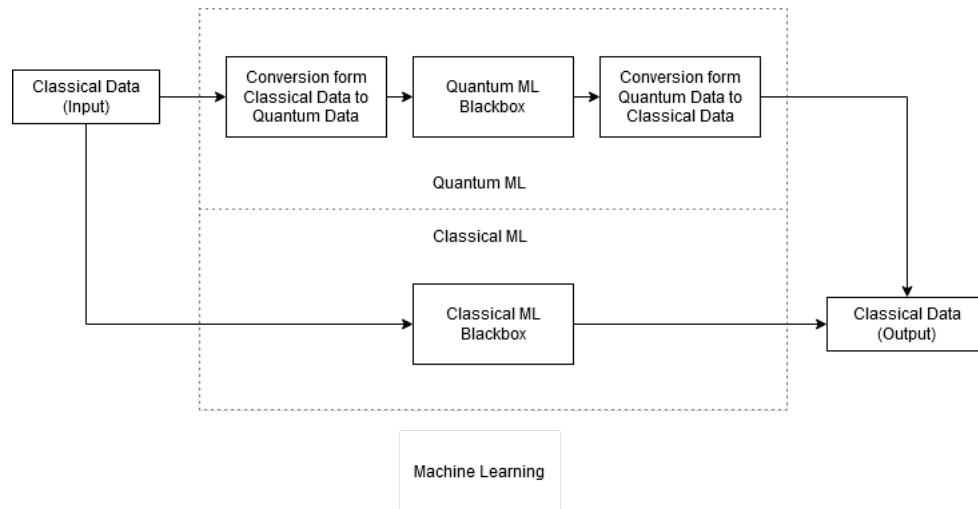 Classical Data
(Input)
Conversion form
Classical Data to
Quantum Data
Quantum ML
Blackbox
Conversion form
Quantum Data to
Classical Data
Quantum ML
Classical ML
Classical ML
Blackbox
Classical Data
(Output)
Machine Learning